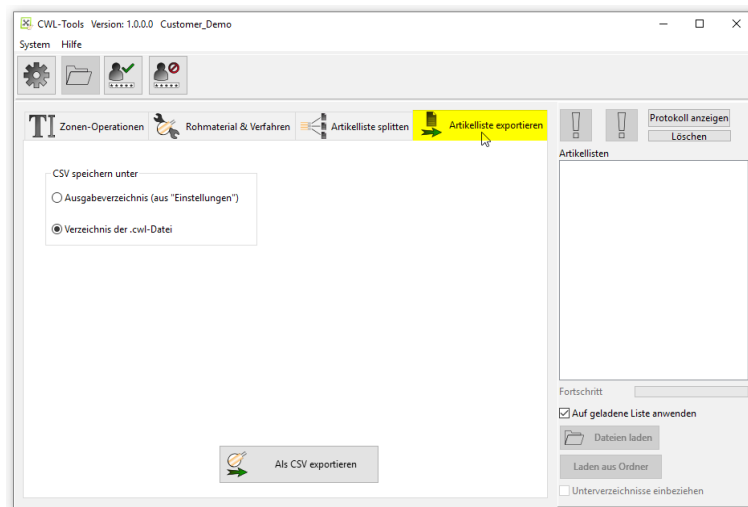 CWL-Tools Version: 1.0.0.0 Customer_Demo
System Hilfe
TI Zonen-Operationen
Rohmaterial & Verfahren
Artikelliste splitten
Artikelliste exportieren
CSV speichern unter
Ausgabeverzeichnis (aus "Einstellungen")
Verzeichnis der .cwl-Datei
Als CSV exportieren
Protokoll anzeigen
Löschen
Artikellisten
Fortschritt
Auf geladene Liste anwenden
Dateien laden
Laden aus Ordner
Unterverzeichnisse einbeziehen